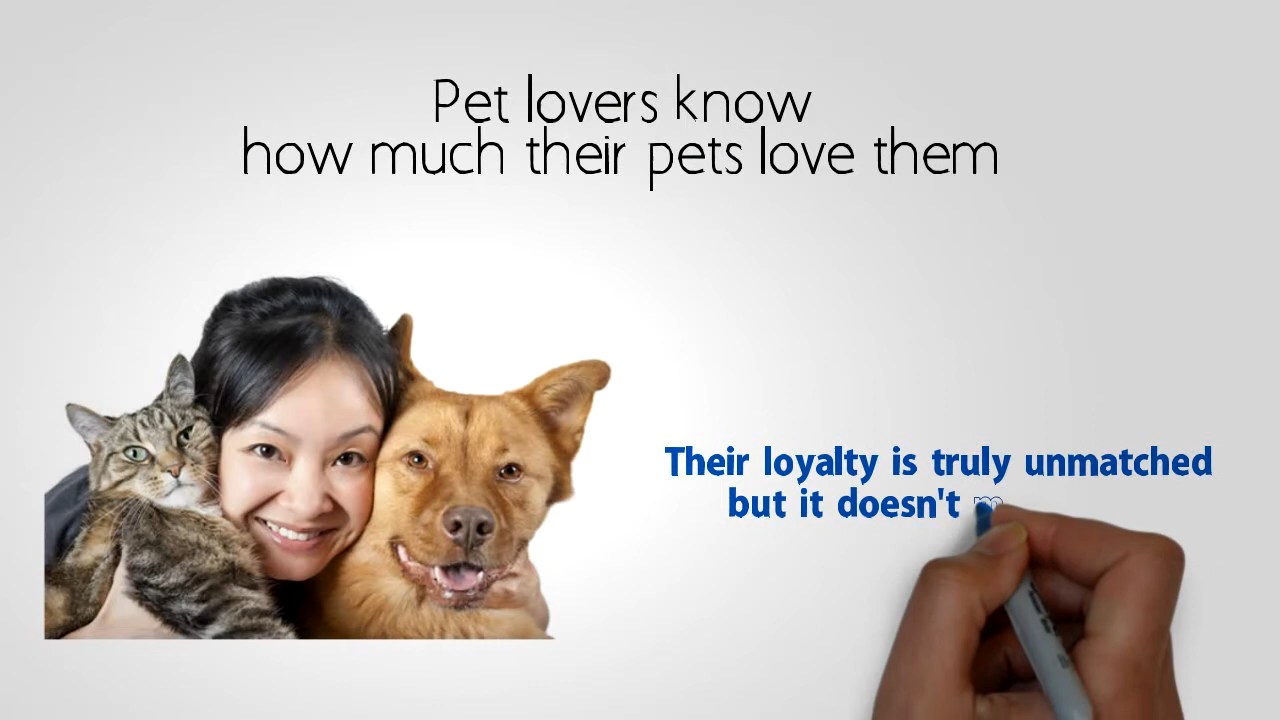 Pet lovers know
how much their pets love them
Their loyalty is truly unmatched
but it doesn't